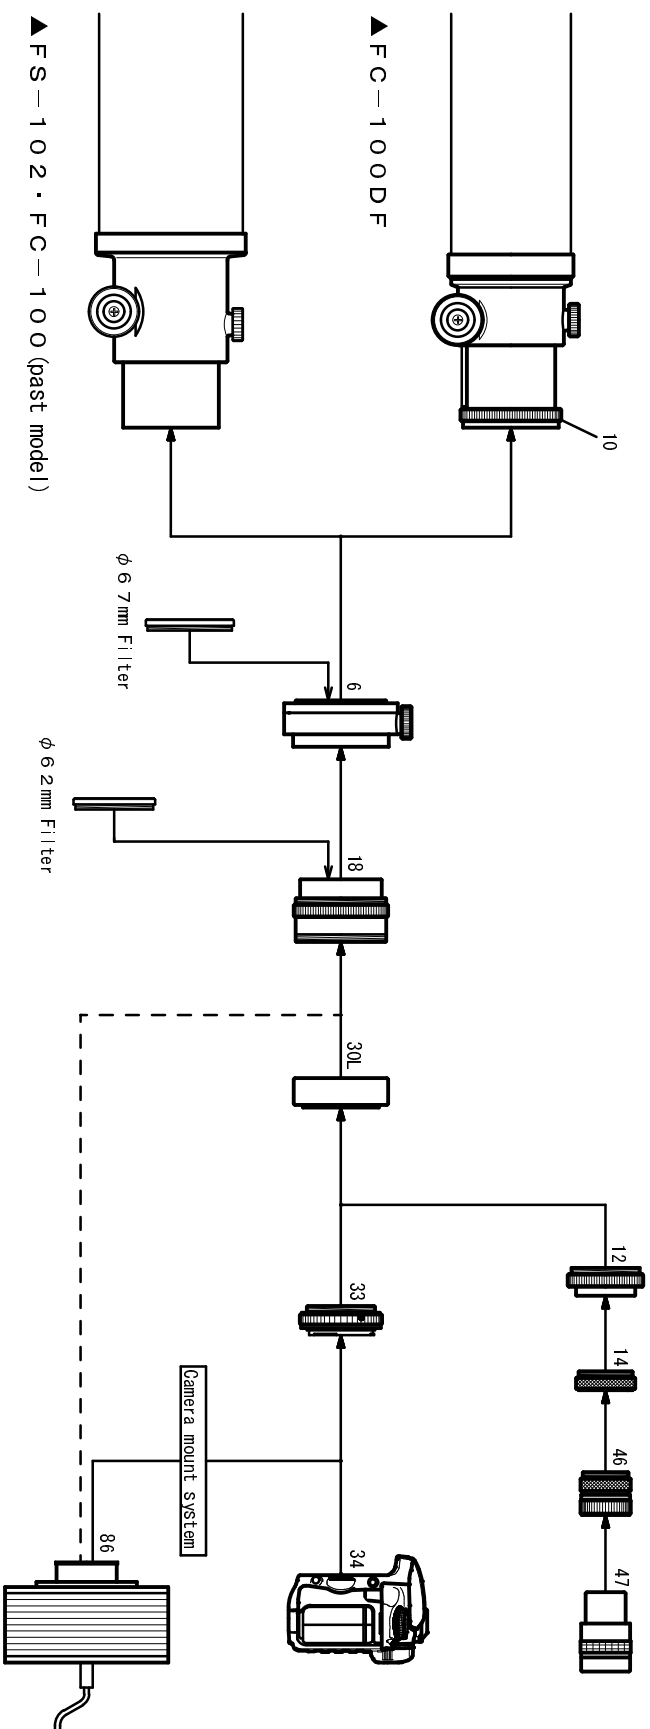 ▲FC-100DF
10
▲FS-102・FC-100(past model)
φ67mm Filter
6
φ62mm Filter
18
30L
12
14
46
47
33
34
Camera mount system
86